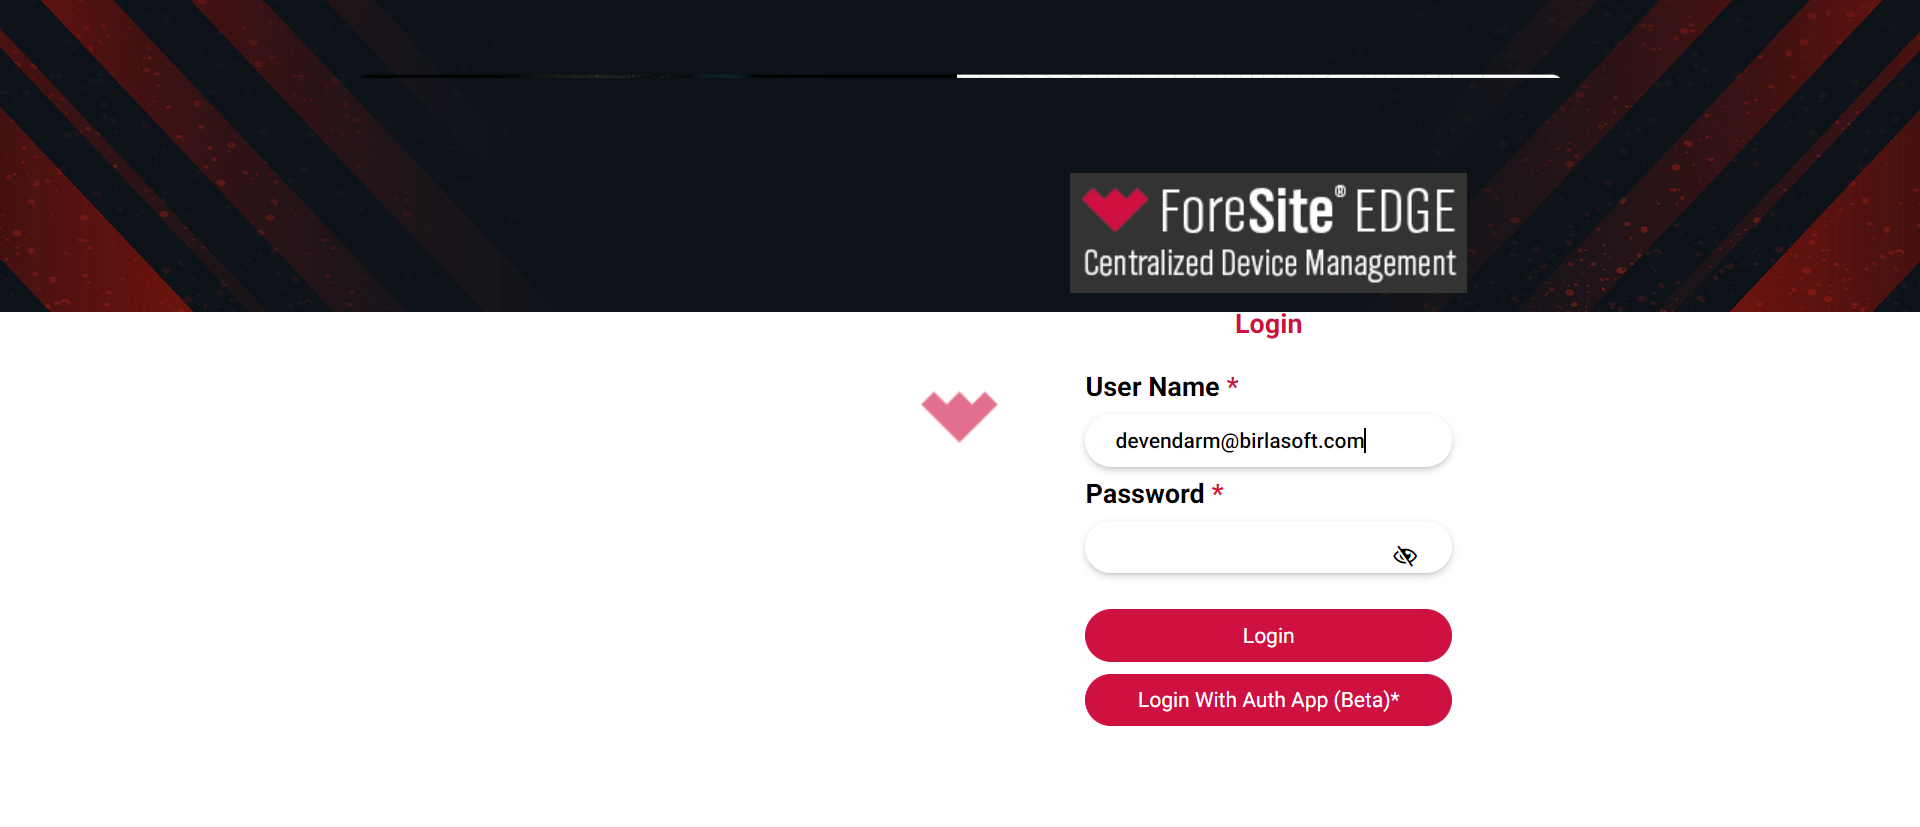 ForeSite® EDGE
Centralized Device Management
Login
User Name *
devendarm@birlasoft.com
Password *
Login
Login With Auth App (Beta)*